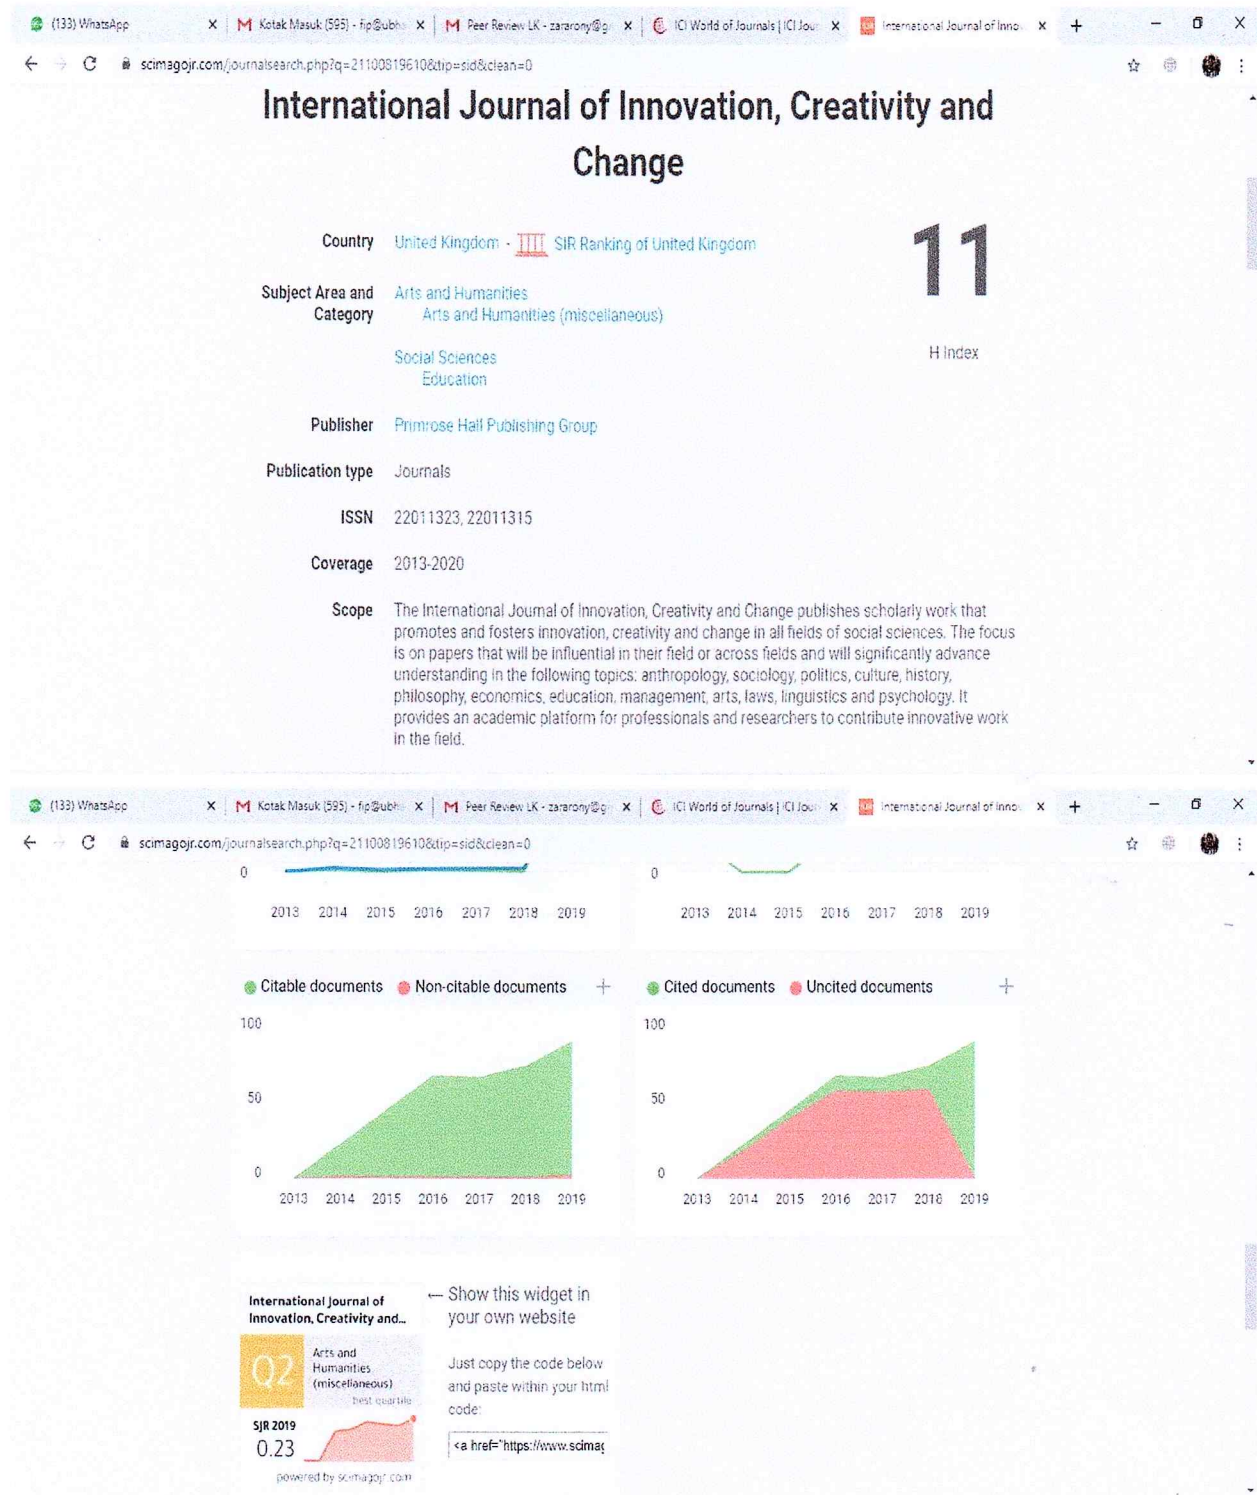 (133) WhatsApp
Kotak Masuk (595) - fip@ubh
Peer Review LK - zararony@g
ICI World of Journals | ICI Jour
International Journal of Inno
scimagojr.com/journalsearch.php?q=21100819610&tip=sid&clean=0
International Journal of Innovation, Creativity and
Change
Country
United Kingdom - SIR Ranking of United Kingdom
11
H Index
Subject Area and
Category
Arts and Humanities
Arts and Humanities (miscellaneous)
Social Sciences
Education
Publisher
Primrose Hall Publishing Group
Publication type
Journals
ISSN
22011323, 22011315
Coverage
2013-2020
Scope
The International Journal of Innovation, Creativity and Change publishes scholarly work that
promotes and fosters innovation, creativity and change in all fields of social sciences. The focus
is on papers that will be influential in their field or across fields and will significantly advance
understanding in the following topics: anthropology, sociology, politics, culture, history,
philosophy, economics, education, management, arts, laws, linguistics and psychology. It
provides an academic platform for professionals and researchers to contribute innovative work
in the field.
(133) WhatsApp
Kotak Masuk (595) - fip@ubh
Peer Review LK - zararony@g
ICI World of Journals | ICI Jour
International Journal of Inno
scimagojr.com/journalsearch.php?q=21100819610&tip=sid&clean=0
0
2013 2014 2015 2016 2017 2018 2019
0
2013 2014 2015 2016 2017 2018 2019
Citable documents Non-citable documents
100
50
0
2013 2014 2015 2016 2017 2018 2019
Cited documents Uncited documents
100
50
0
2013 2014 2015 2016 2017 2018 2019
International Journal of
Innovation, Creativity and...
Q2
Arts and
Humanities
(miscellaneous)
best quartile
SJR 2019
0.23
powered by scimagojr.com
← Show this widget in
your own website
Just copy the code below
and paste within your html
code:
<a href="https://www.scimag